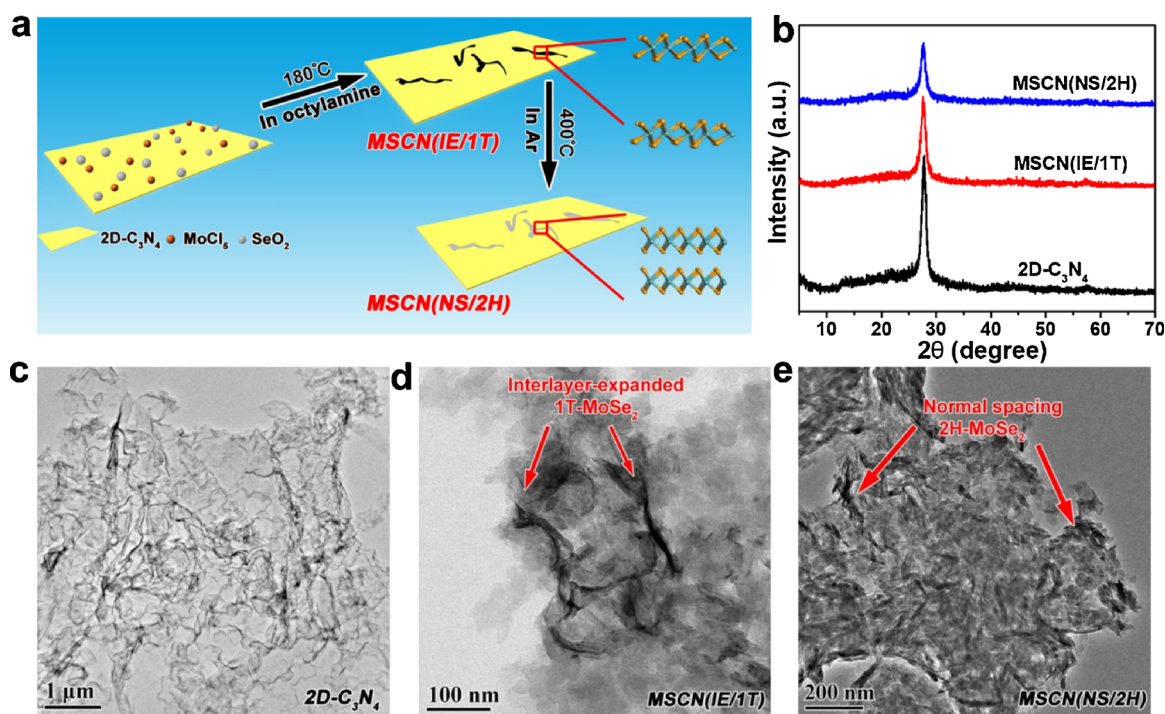 a
180°C
In octylamine
MSCN(IE/1T)
400°C
In Ar
2D-C₃N₄ MoCl₅ SeO₂
MSCN(NS/2H)
b
Intensity (a.u.)
MSCN(NS/2H)
MSCN(IE/1T)
2D-C₃N₄
10 20 30 40 50 60 70
2θ (degree)
c
1 μm
2D-C₃N₄
d
Interlayer-expanded
1T-MoSe₂
100 nm
MSCN(IE/1T)
e
Normal spacing
2H-MoSe₂
200 nm
MSCN(NS/2H)